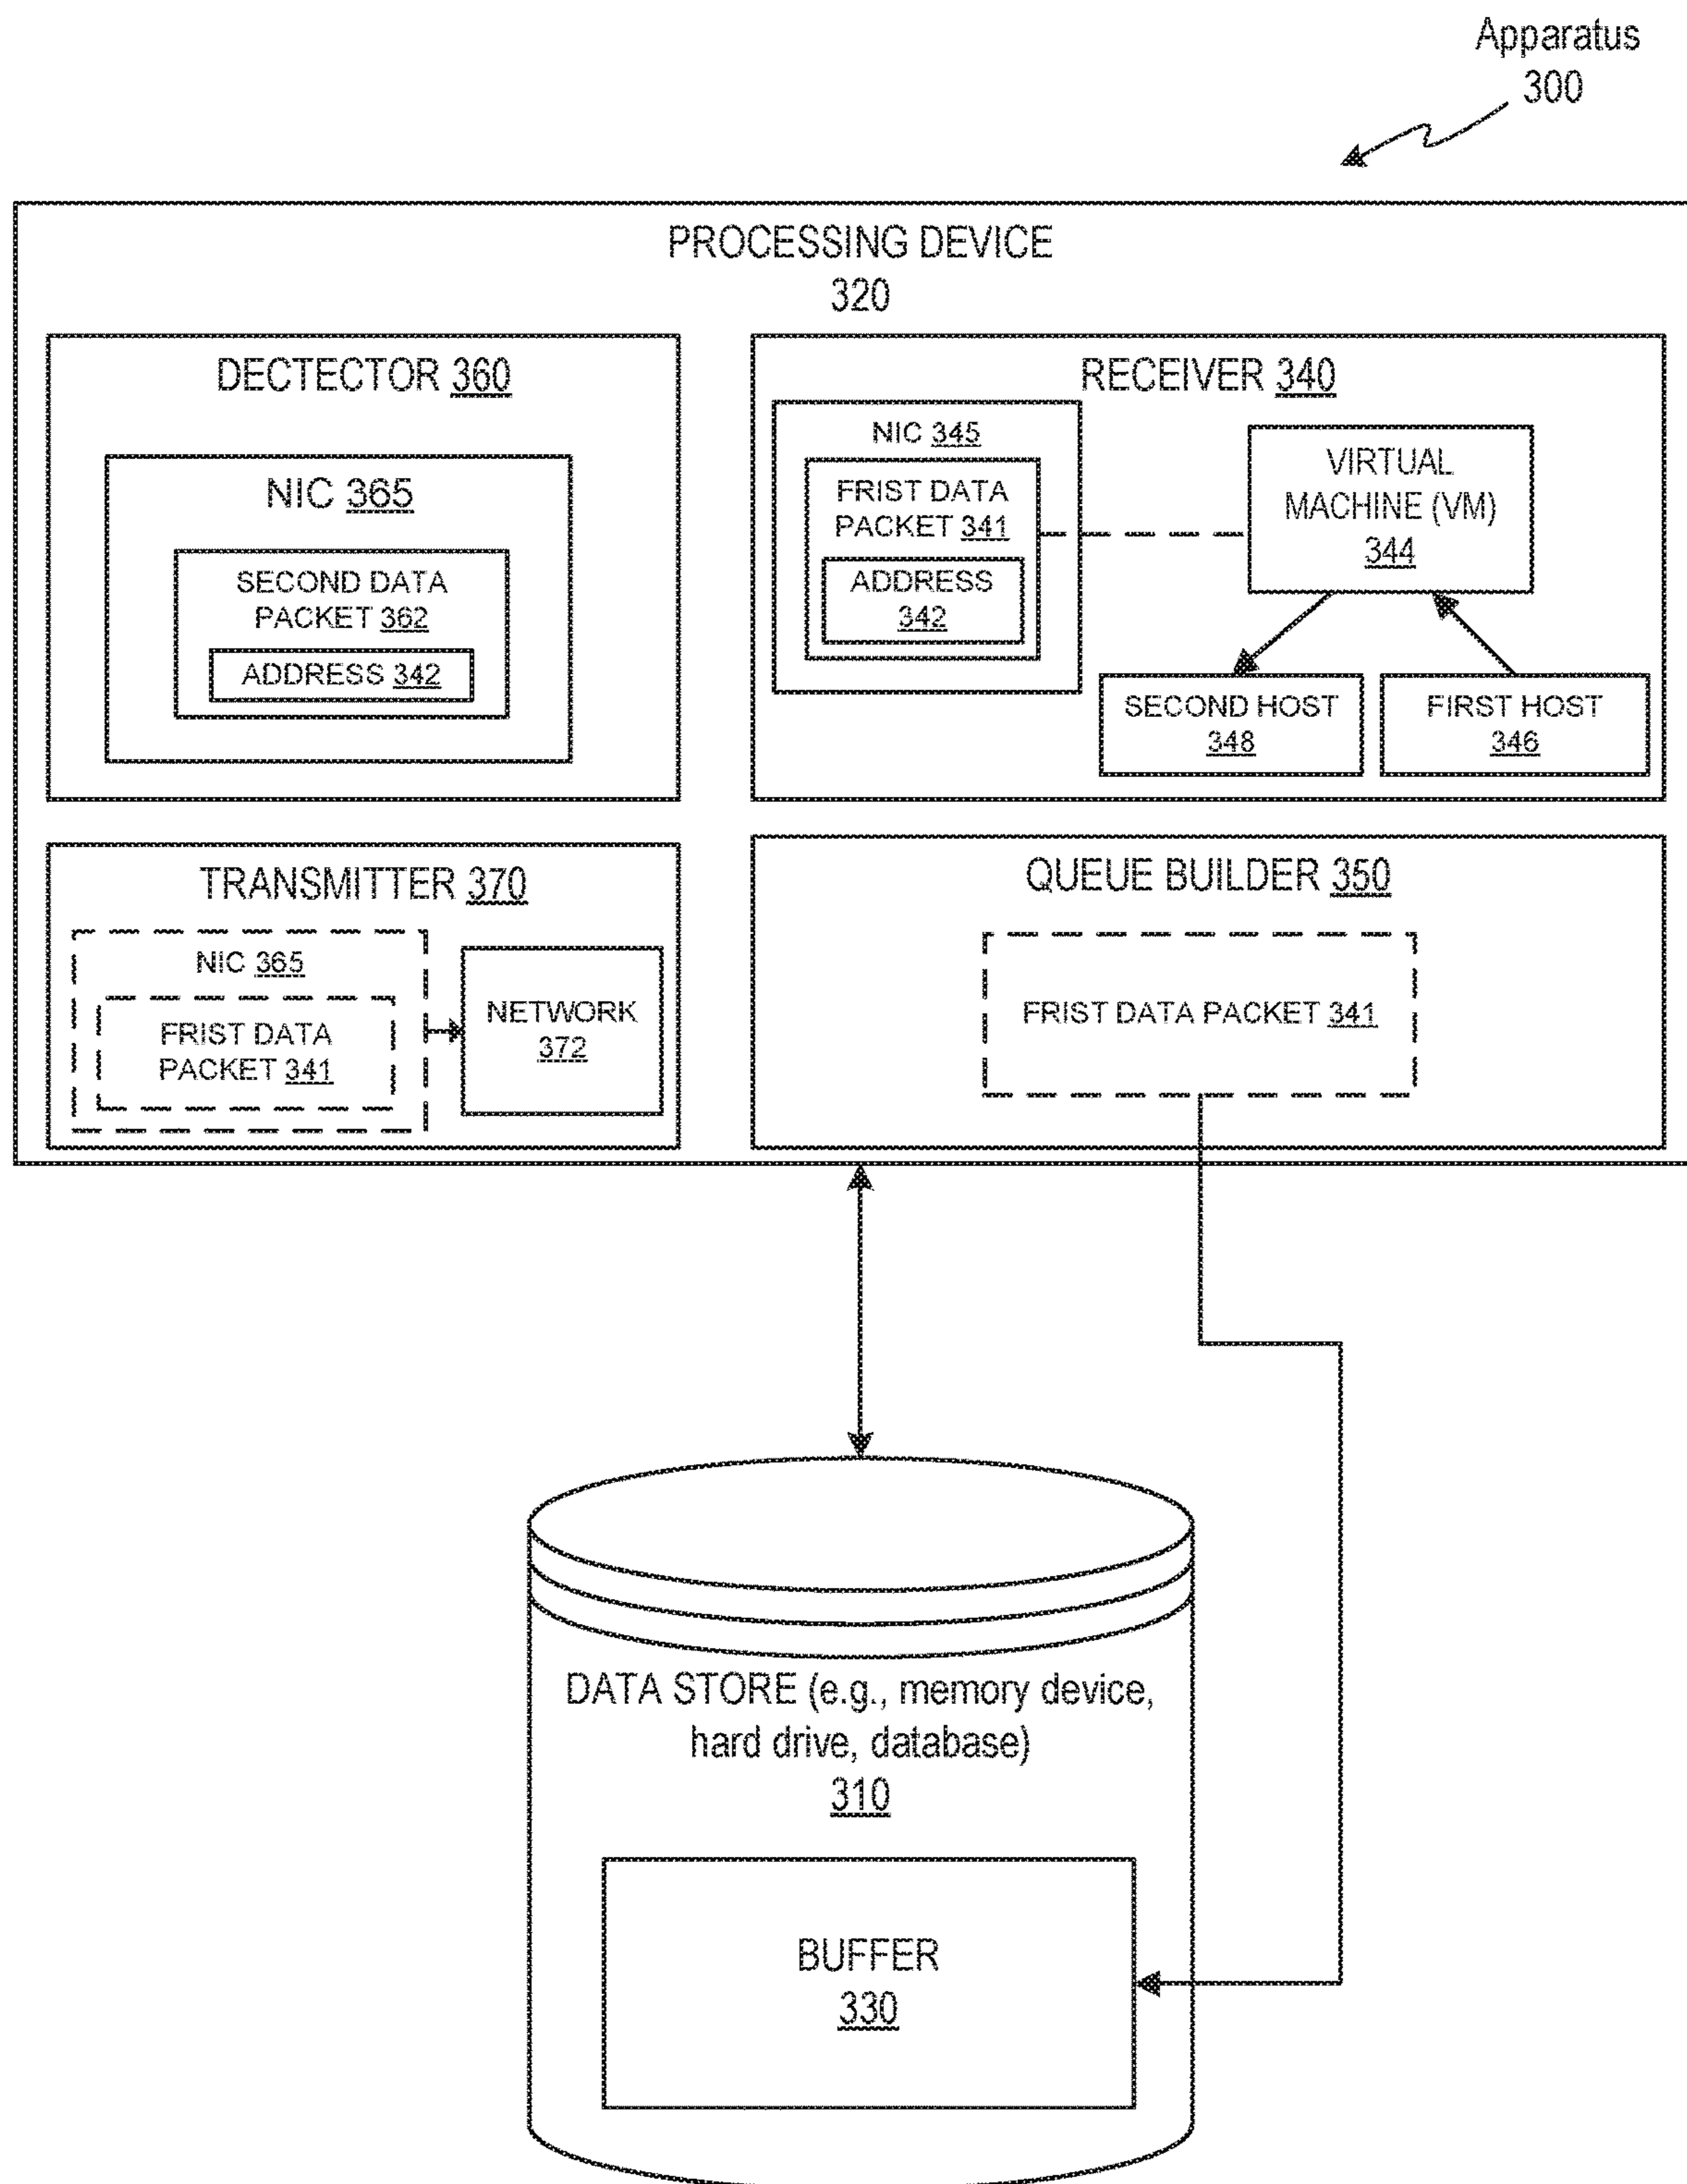 Apparatus
300
PROCESSING DEVICE
320
DECTECTOR 360
NIC 365
SECOND DATA
PACKET 362
ADDRESS 342
RECEIVER 340
NIC 345
FRIST DATA
PACKET 341
ADDRESS
342
VIRTUAL
MACHINE (VM)
344
SECOND HOST
348
FIRST HOST
346
TRANSMITTER 370
NIC 365
FRIST DATA
PACKET 341
NETWORK
372
QUEUE BUILDER 350
FRIST DATA PACKET 341
DATA STORE (e.g., memory device,
hard drive, database)
310
BUFFER
330